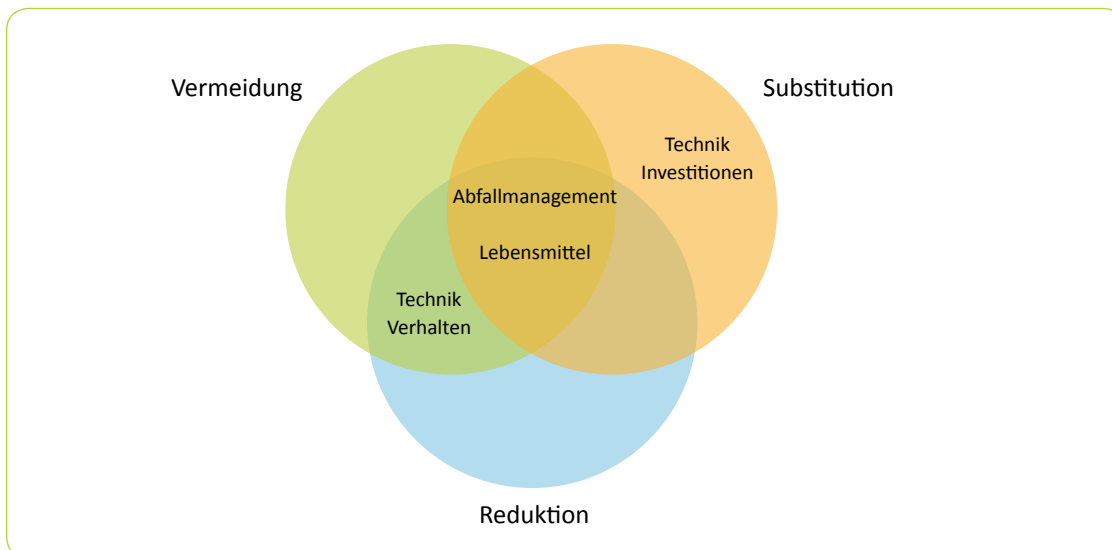 Vermeidung
Substitution
Technik
Investitionen
Abfallmanagement
Lebensmittel
Technik
Verhalten
Reduktion